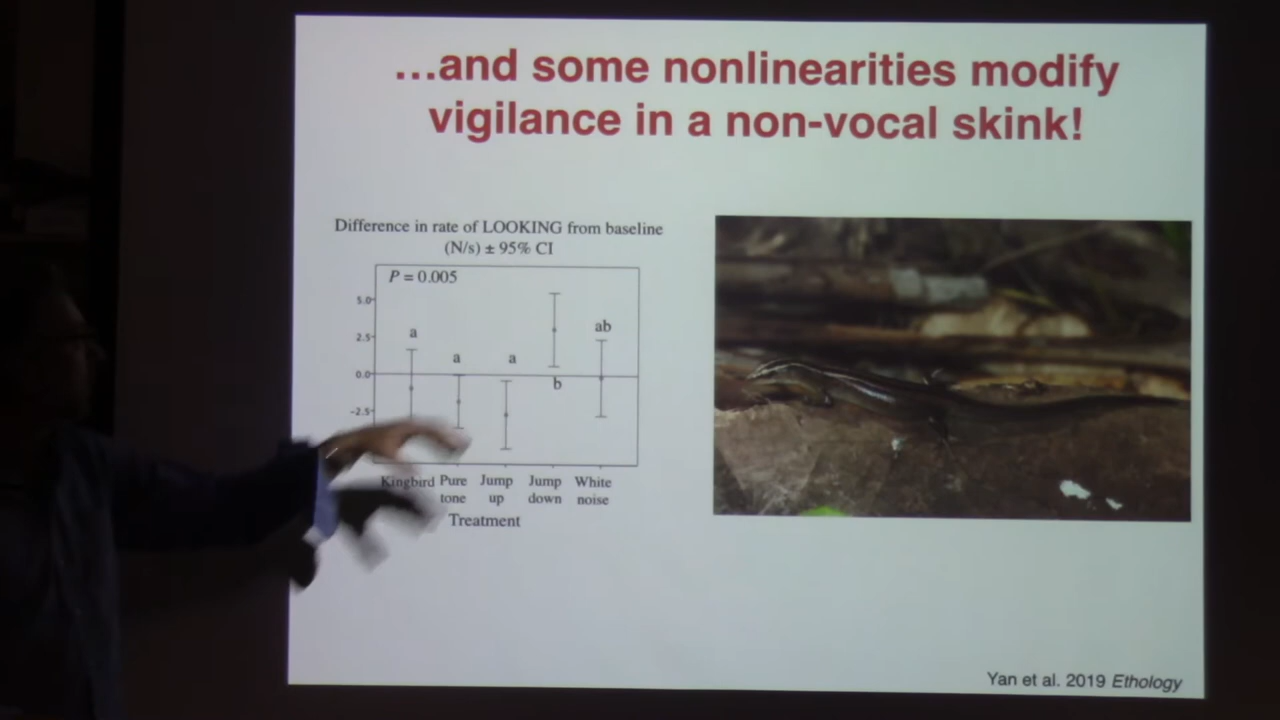 …and some nonlinearities modify
vigilance in a non-vocal skink!
Difference in rate of LOOKING from baseline
(N/s) ± 95% CI
P = 0.005
5.0
2.5
0.0
-2.5
a
a
a
b
ab
Kingbird Pure tone Jump up Jump down White noise
Treatment
Yan et al. 2019 Ethology